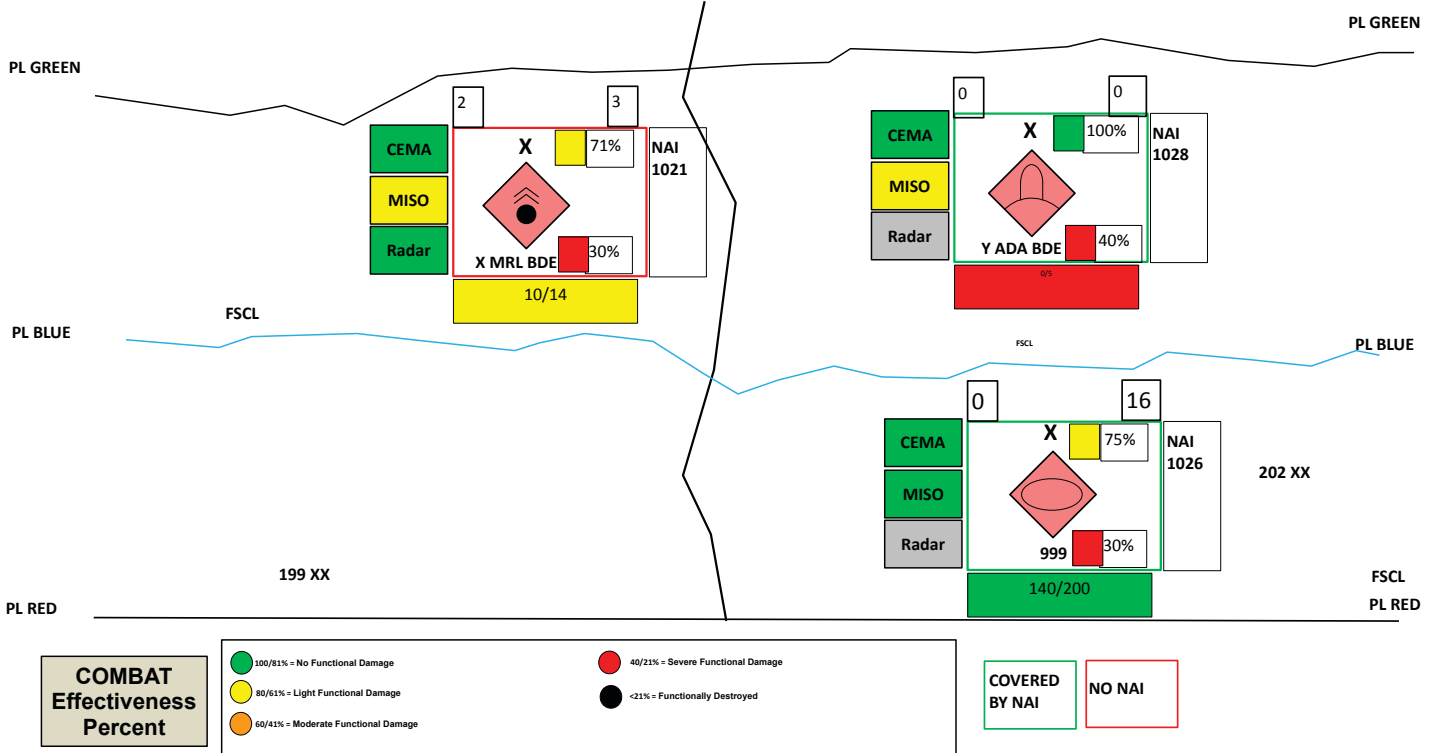 PL GREEN
PL GREEN
2
3
0
0
CEMA
MISO
Radar
X
71%
X MRL BDE
30%
NAI
1021
10/14
CEMA
MISO
Radar
X
100%
Y ADA BDE
40%
NAI
1028
0/5
FSCL
PL BLUE
FSCL
PL BLUE
0
16
CEMA
MISO
Radar
X
75%
999
30%
NAI
1026
140/200
202 XX
199 XX
FSCL
PL RED
PL RED
COMBAT
Effectiveness
Percent
100/81% = No Functional Damage
80/61% = Light Functional Damage
60/41% = Moderate Functional Damage
40/21% = Severe Functional Damage
<21% = Functionally Destroyed
COVERED
BY NAI
NO NAI